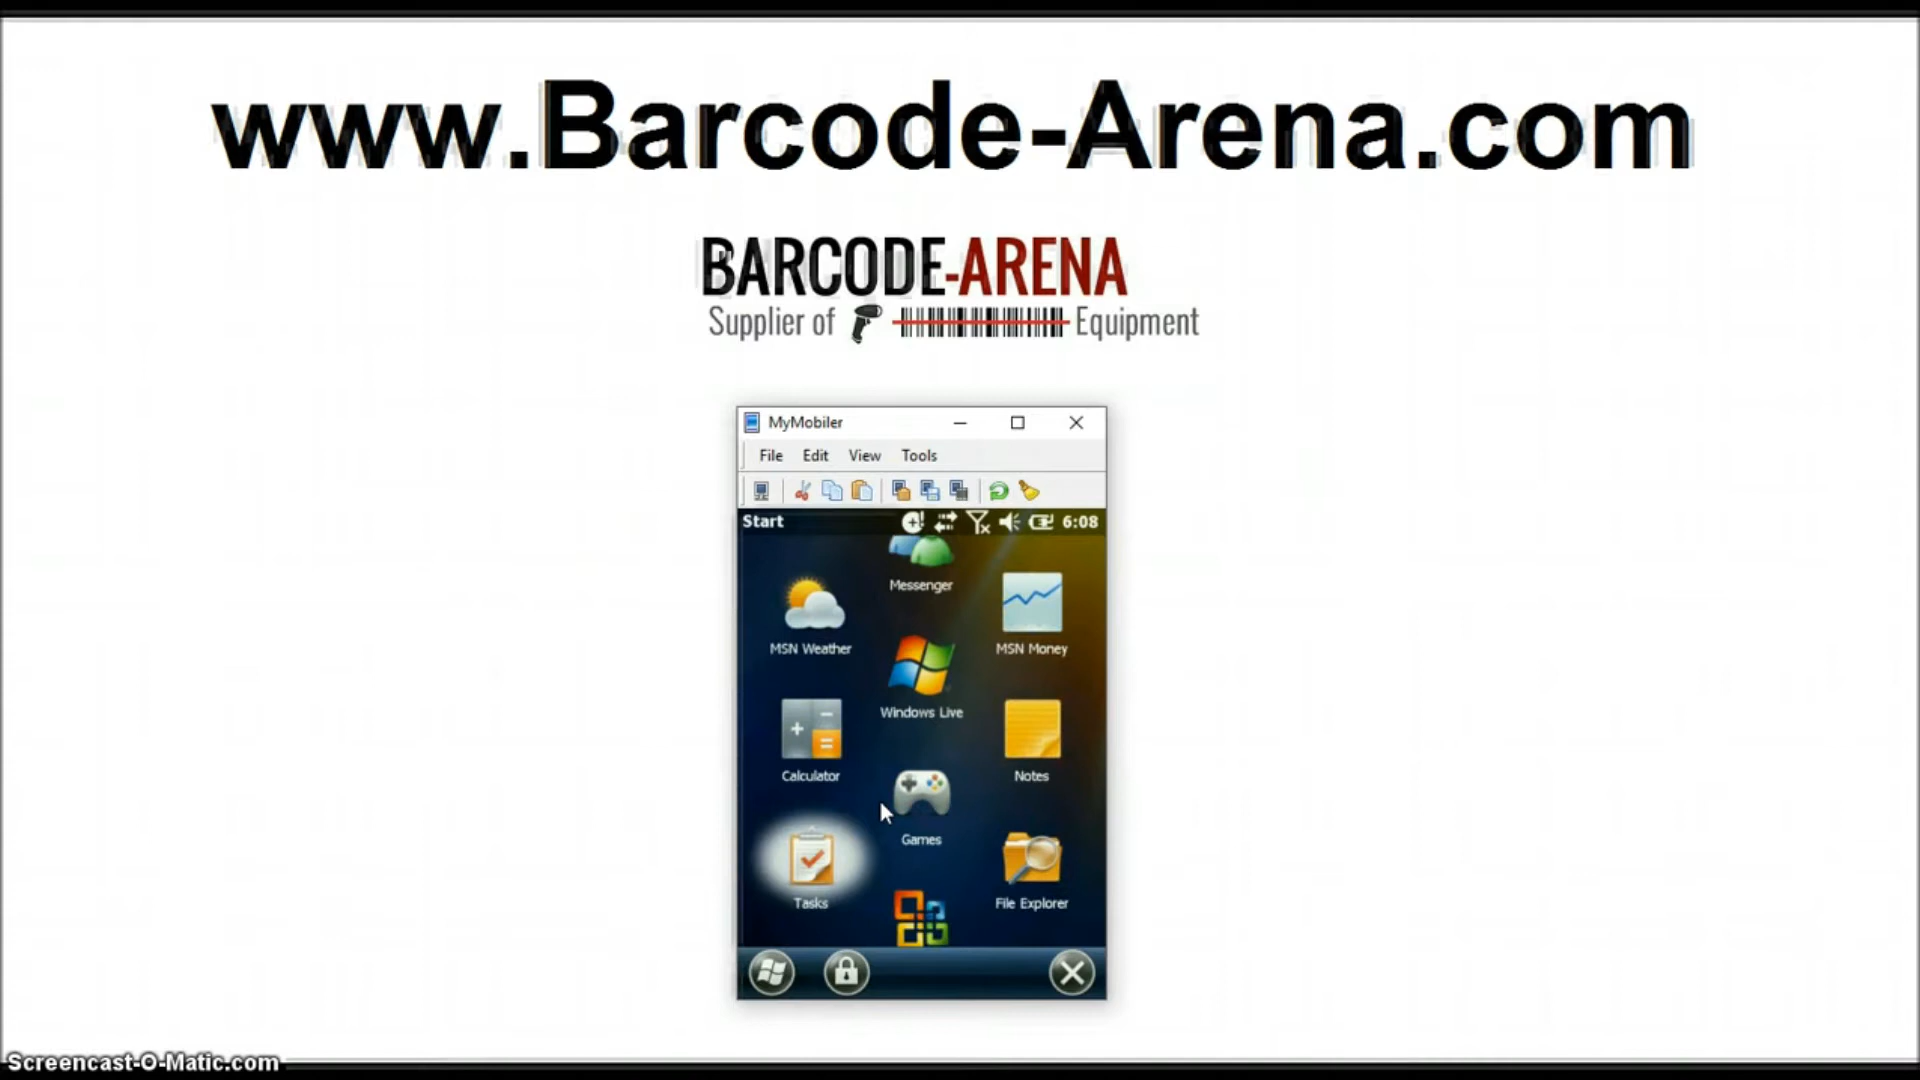 www.Barcode-Arena.com
BARCODE-ARENA
Supplier of Equipment
MyMobiler
File Edit View Tools
Start 6:08
Messenger
MSN Weather MSN Money
Windows Live
Calculator Notes
Games
Tasks File Explorer
Screencast-O-Matic.com